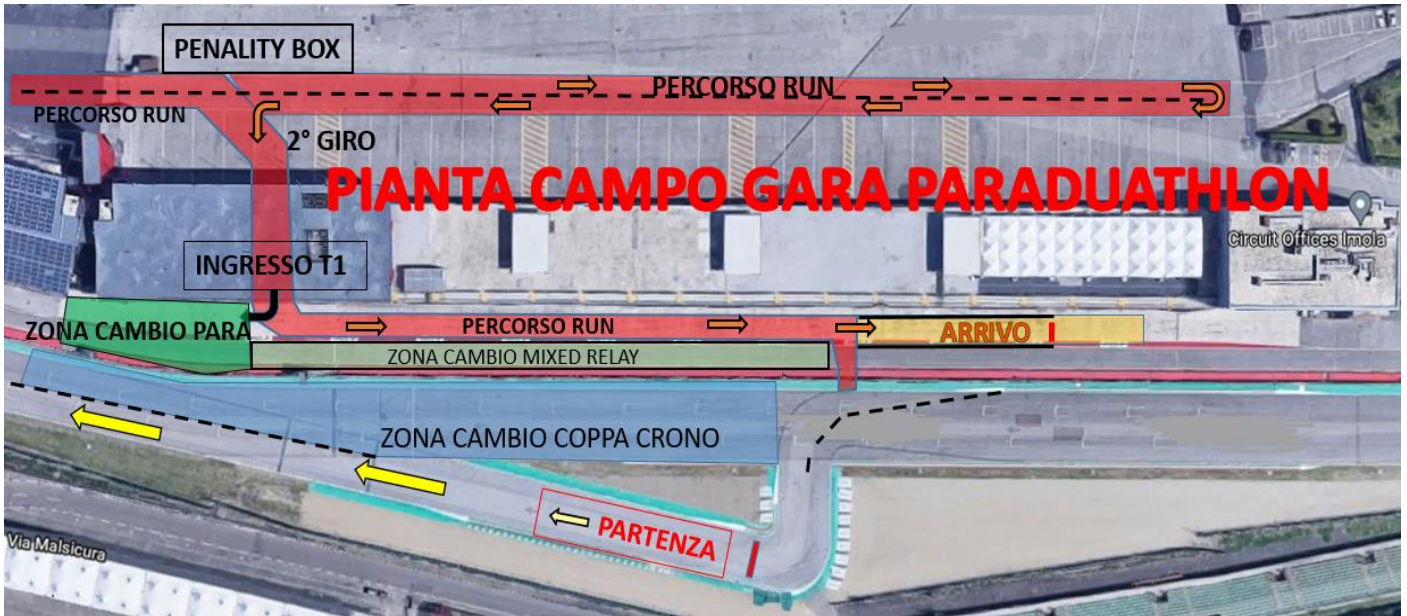 PENALITY BOX
PERCORSO RUN
PERCORSO RUN
2° GIRO
PIANTA CAMPO GARA PARADUATHLON
Circuit Offices Imola
INGRESSO T1
ZONA CAMBIO PARA
PERCORSO RUN
ARRIVO
ZONA CAMBIO MIXED RELAY
ZONA CAMBIO COPPA CRONO
PARTENZA
Via Malsicura